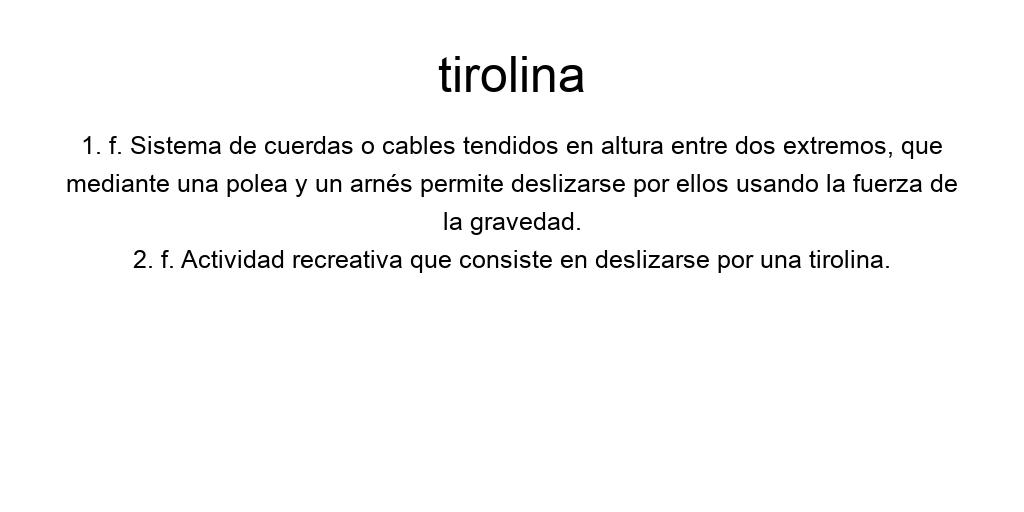 tirolina
1. f. Sistema de cuerdas o cables tendidos en altura entre dos extremos, que
mediante una polea y un arnés permite deslizarse por ellos usando la fuerza de
la gravedad.
2. f. Actividad recreativa que consiste en deslizarse por una tirolina.